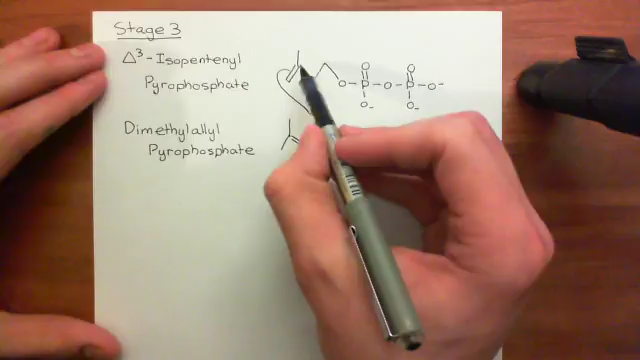 Stage 3
Δ³-Isopentenyl
Pyrophosphate
O O
O-P-O-P-O-
O- O-
Dimethylallyl
Pyrophosphate